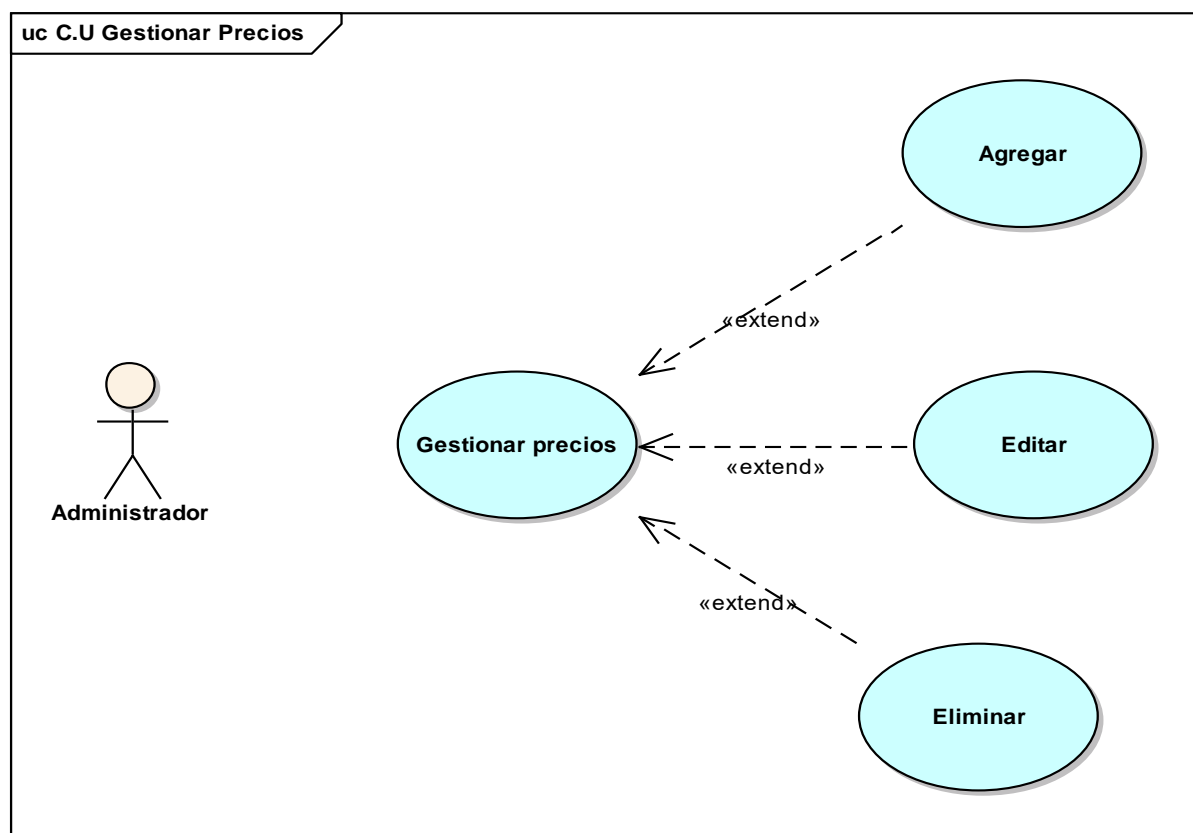 uc C.U Gestionar Precios
Agregar
«extend»
Gestionar precios
«extend»
Editar
Administrador
«extend»
Eliminar